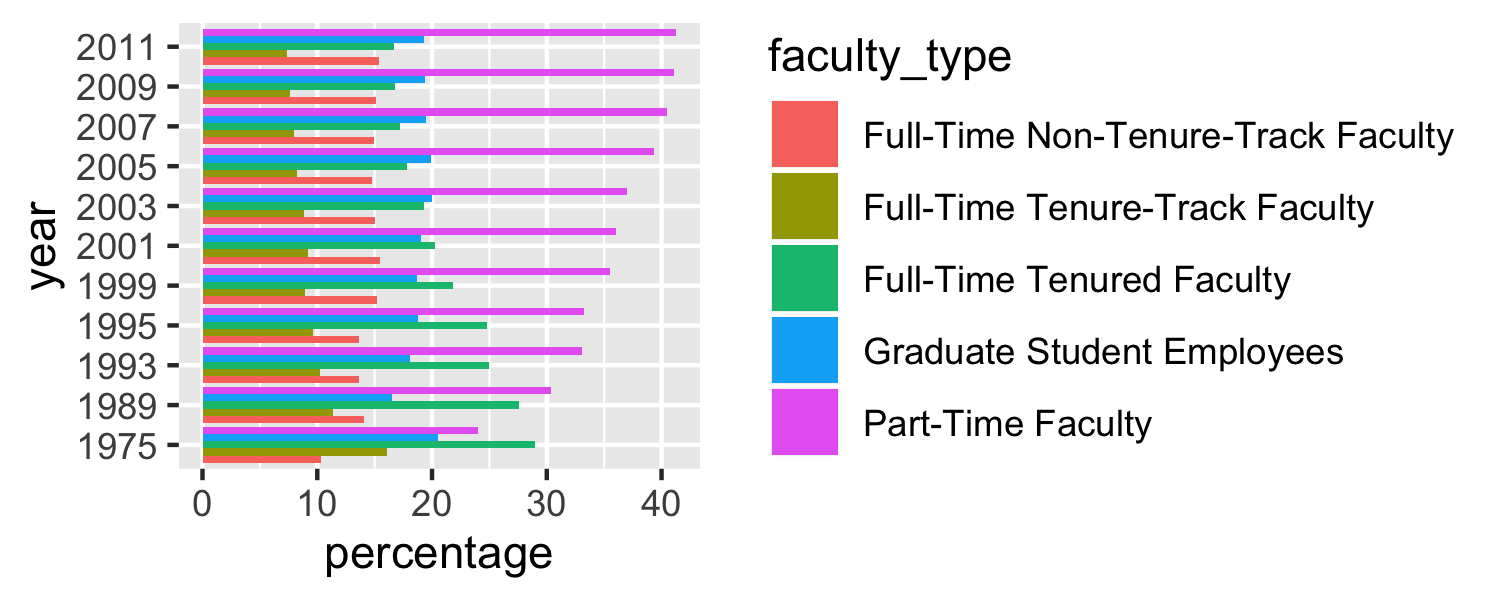 2011
2009
2007
2005
2003
2001
1999
1995
1993
1989
1975
year
0 10 20 30 40
percentage
faculty_type
Full-Time Non-Tenure-Track Faculty
Full-Time Tenure-Track Faculty
Full-Time Tenured Faculty
Graduate Student Employees
Part-Time Faculty